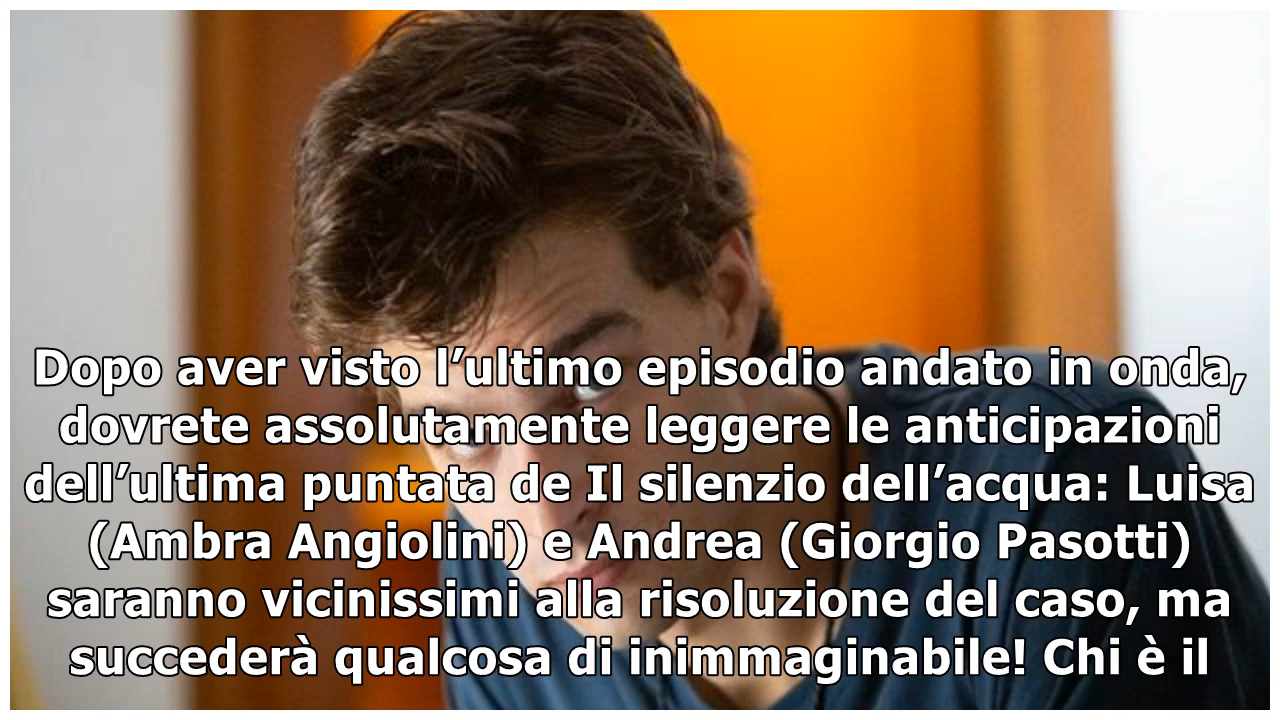 Dopo aver visto l’ultimo episodio andato in onda,
dovrete assolutamente leggere le anticipazioni
dell’ultima puntata de Il silenzio dell’acqua: Luisa
(Ambra Angiolini) e Andrea (Giorgio Pasotti)
saranno vicinissimi alla risoluzione del caso, ma
succederà qualcosa di inimmaginabile! Chi è il